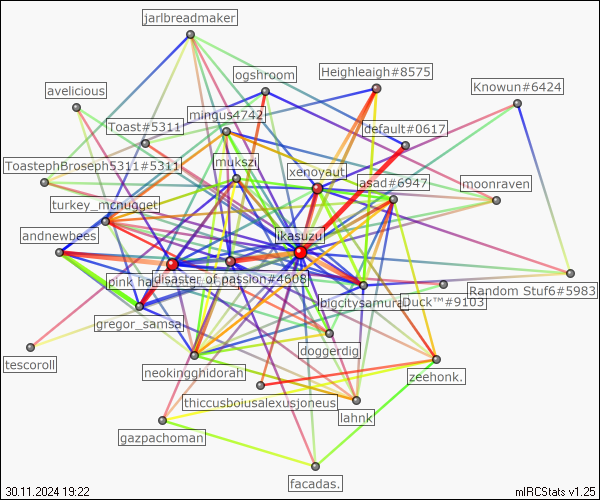 jarlbreadmaker
ogshroom
Heighleaigh#8575
Knowun#6424
avelicious
mingus4742
Toast#5311
default#0617
mukszi
ToastephBroseph5311#5311
xenoyaut
asad#6947
moonraven
turkey_mcnugget
andnewbees
ikasuzu
pink ha
disaster of passion#4608
Random Stuf6#5983
bigcitysamura
Duck™#9103
gregor_samsa
doggerdig
tescoroll
neokingghidorah
zeehonk.
thiccusboiusalexusjoneus
lahnk
gazpachoman
facadas.
30.11.2024 19:22
mIRCStats v1.25